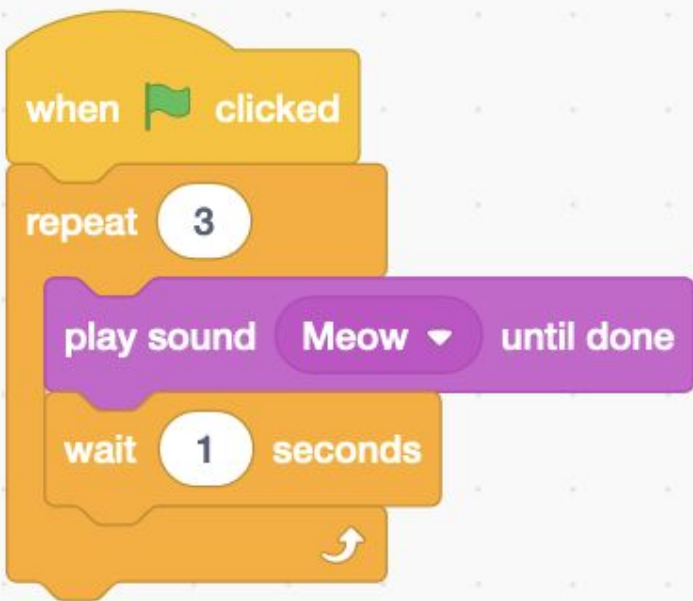 when clicked
repeat 3
play sound Meow until done
wait 1 seconds